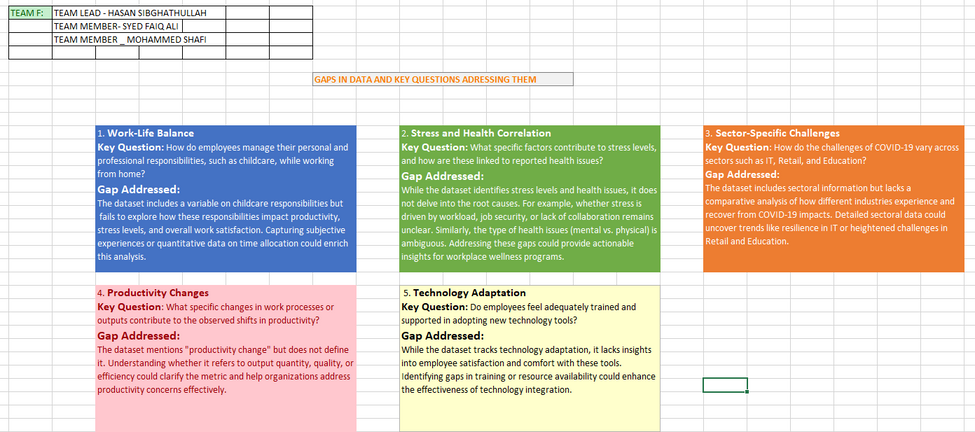 TEAM F: TEAM LEAD - HASAN SIBGHATHULLAH
TEAM MEMBER- SYED FAIQ ALI
TEAM MEMBER _ MOHAMMED SHAFI
GAPS IN DATA AND KEY QUESTIONS ADRESSING THEM
1. Work-Life Balance
Key Question: How do employees manage their personal and
professional responsibilities, such as childcare, while working
from home?
Gap Addressed:
The dataset includes a variable on childcare responsibilities but
fails to explore how these responsibilities impact productivity,
stress levels, and overall work satisfaction. Capturing subjective
experiences or quantitative data on time allocation could enrich
this analysis.
2. Stress and Health Correlation
Key Question: What specific factors contribute to stress levels,
and how are these linked to reported health issues?
Gap Addressed:
While the dataset identifies stress levels and health issues, it does
not delve into the root causes. For example, whether stress is
driven by workload, job security, or lack of collaboration remains
unclear. Similarly, the type of health issues (mental vs. physical) is
ambiguous. Addressing these gaps could provide actionable
insights for workplace wellness programs.
3. Sector-Specific Challenges
Key Question: How do the challenges of COVID-19 vary across
sectors such as IT, Retail, and Education?
Gap Addressed:
The dataset includes sectoral information but lacks a
comparative analysis of how different industries experience and
recover from COVID-19 impacts. Detailed sectoral data could
uncover trends like resilience in IT or heightened challenges in
Retail and Education.
4. Productivity Changes
Key Question: What specific changes in work processes or
outputs contribute to the observed shifts in productivity?
Gap Addressed:
The dataset mentions "productivity change" but does not define
it. Understanding whether it refers to output quantity, quality, or
efficiency could clarify the metric and help organizations address
productivity concerns effectively.
5. Technology Adaptation
Key Question: Do employees feel adequately trained and
supported in adopting new technology tools?
Gap Addressed:
While the dataset tracks technology adaptation, it lacks insights
into employee satisfaction and comfort with these tools.
Identifying gaps in training or resource availability could enhance
the effectiveness of technology integration.